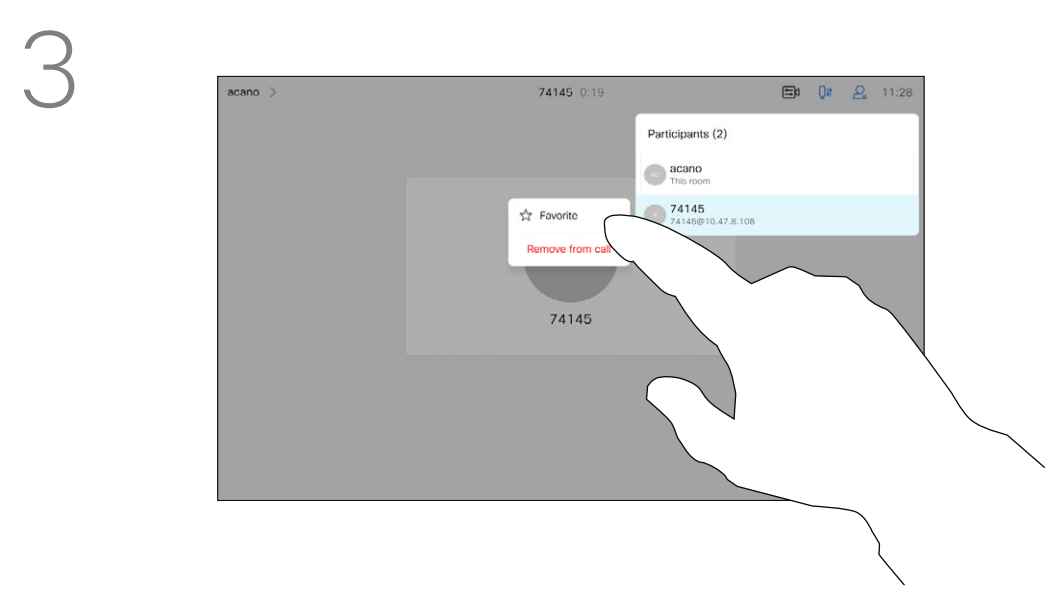 3
acano >
74145 0:19
11:28
Participants (2)
AC
acano
This room
74145
74145@10.47.8.108
Favorite
Remove from call
74145